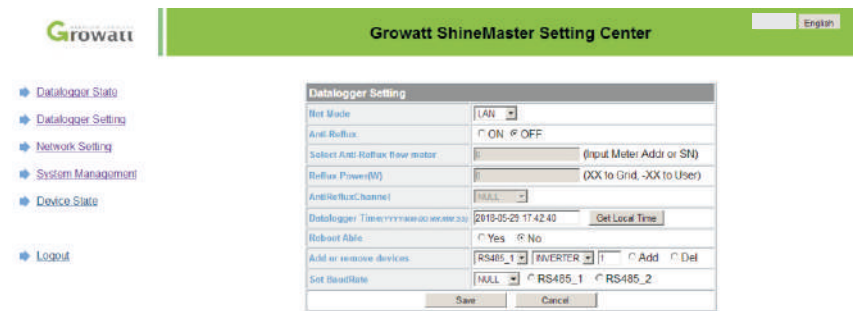 Growatt
Growatt ShineMaster Setting Center
English
Datalogger State
Datalogger Setting
Network Setting
System Management
Device State
Logout
Datalogger Setting
Net Mode LAN
Anti-Reflux ON OFF
Select Anti-Reflux flow meter 0 (Input Meter Addr or SN)
Reflux Power(W) 0 (XX to Grid, -XX to User)
AntiRefluxChannel NULL
Datalogger Time 2018-05-29 17:42:40 Get Local Time
Reboot Able Yes No
Add or remove devices RS485_1 INVERTER 1 Add Del
Set BaudRate NULL RS485_1 RS485_2
Save Cancel